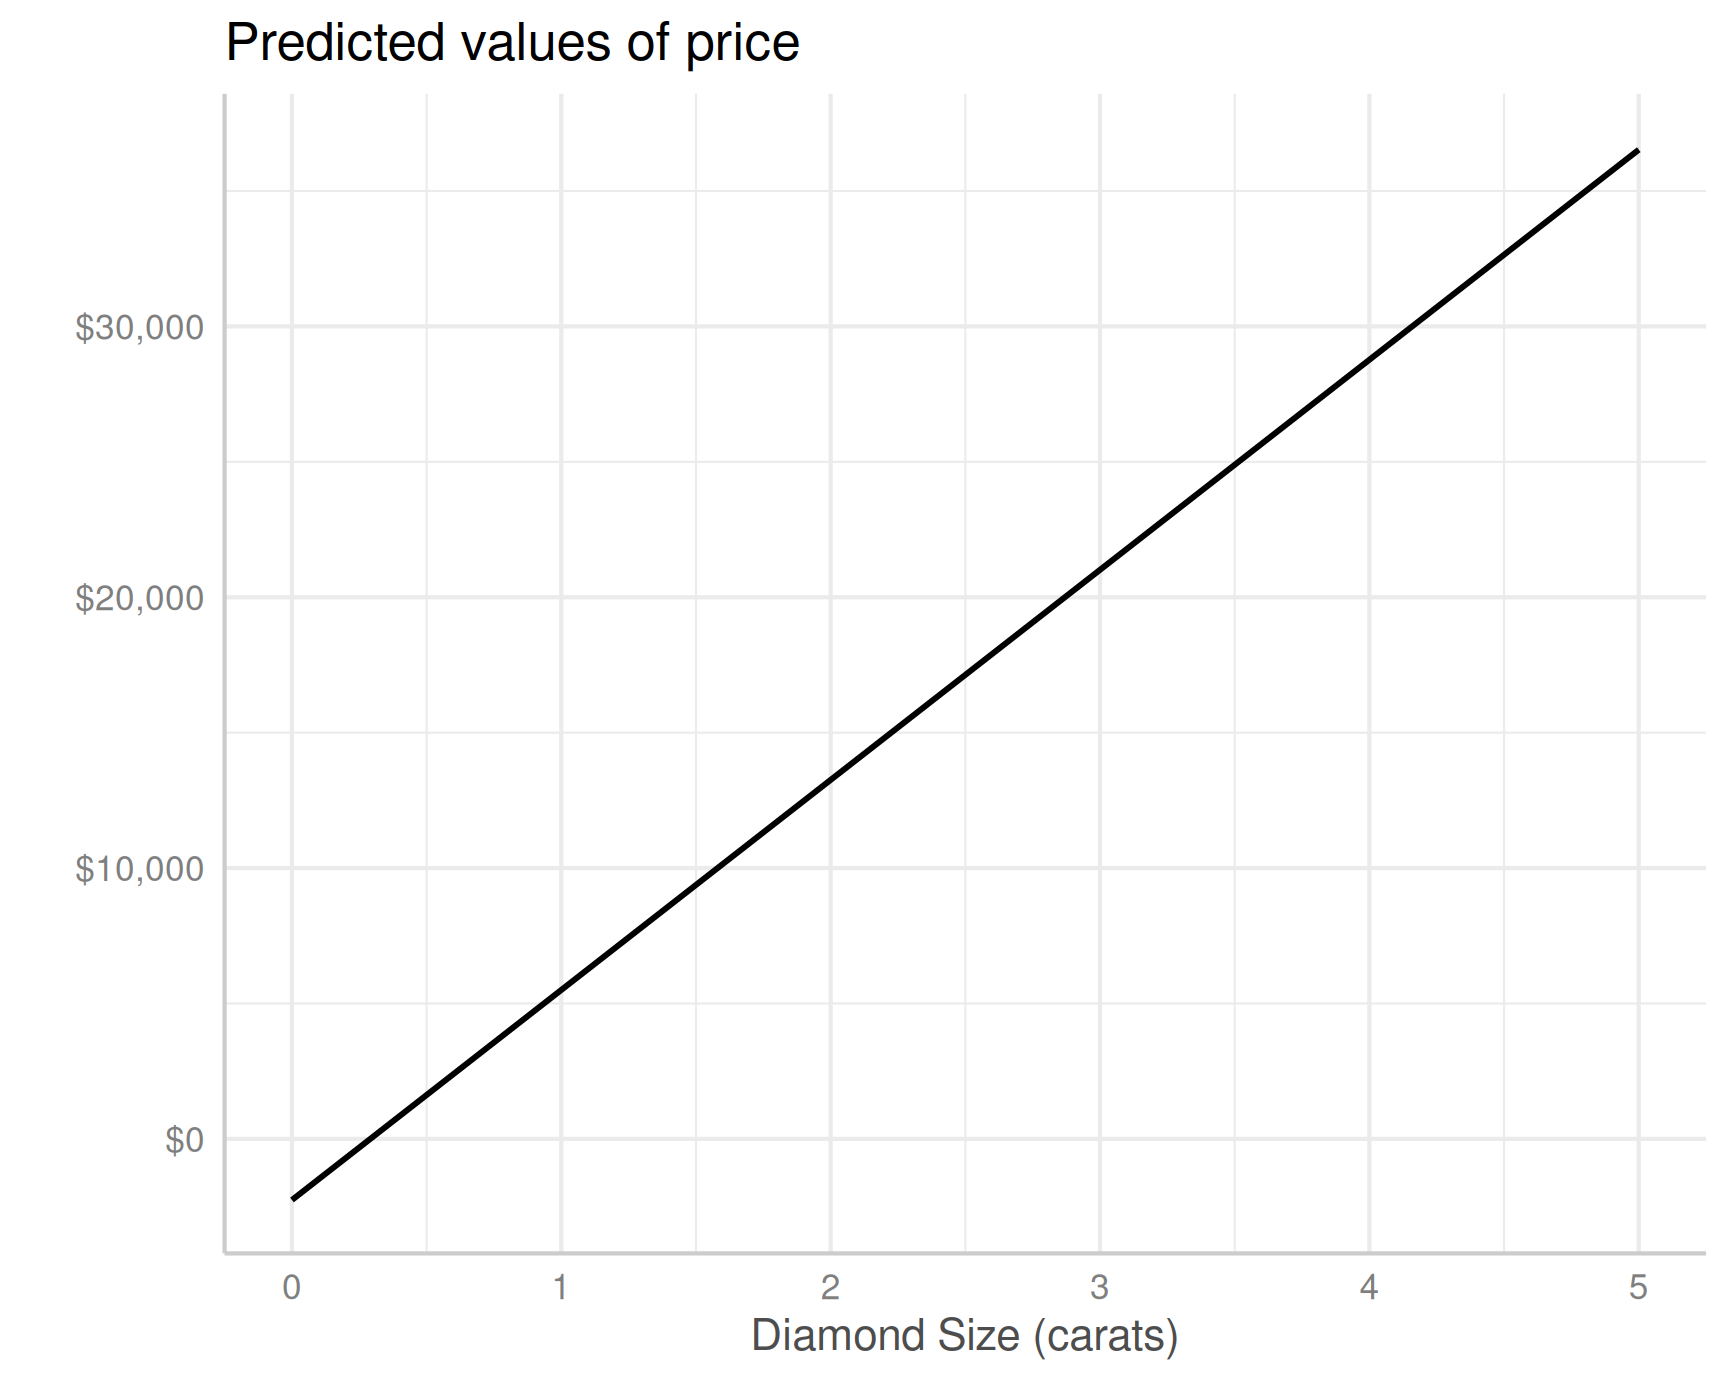 Predicted values of price
$30,000
$20,000
$10,000
$0
0 1 2 3 4 5
Diamond Size (carats)